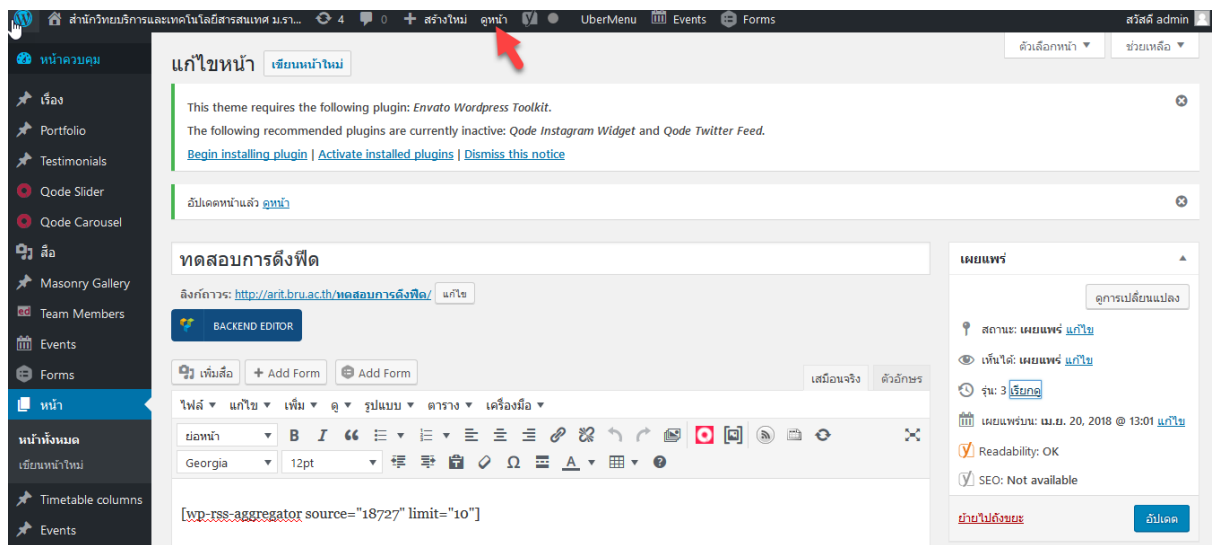 สำนักวิทยบริการและเทคโนโลยีสารสนเทศ ม.รา... 4 0 + สร้างใหม่ ดูหน้า UberMenu Events Forms สวัสดี admin
ตัวเลือกหน้า ▼ ช่วยเหลือ ▼
หน้าควบคุม
เรื่อง
Portfolio
Testimonials
Qode Slider
Qode Carousel
สื่อ
Masonry Gallery
Team Members
Events
Forms
หน้า
หน้าทั้งหมด
เขียนหน้าใหม่
Timetable columns
Events
แก้ไขหน้า เขียนหน้าใหม่
This theme requires the following plugin: Envato Wordpress Toolkit.
The following recommended plugins are currently inactive: Qode Instagram Widget and Qode Twitter Feed.
Begin installing plugin | Activate installed plugins | Dismiss this notice
อัปเดตหน้าแล้ว ดูหน้า
ทดสอบการดึงฟีด
ลิงก์ถาวร: http://arit.bru.ac.th/ทดสอบการดึงฟีด/ แก้ไข
BACKEND EDITOR
เพิ่มสื่อ + Add Form Add Form เสมือนจริง ตัวอักษร
ไฟล์ ▼ แก้ไข ▼ เพิ่ม ▼ ดู ▼ รูปแบบ ▼ ตาราง ▼ เครื่องมือ ▼
ย่อหน้า ▼ B I
Georgia ▼ 12pt ▼ Ω A ▼
[wp-rss-aggregator source="18727" limit="10"]
เผยแพร่
ดูการเปลี่ยนแปลง
สถานะ: เผยแพร่ แก้ไข
เห็นได้: เผยแพร่ แก้ไข
รุ่น: 3 เรียกดู
เผยแพร่บน: เม.ย. 20, 2018 @ 13:01 แก้ไข
Readability: OK
SEO: Not available
ย้ายไปถังขยะ อัปเดต